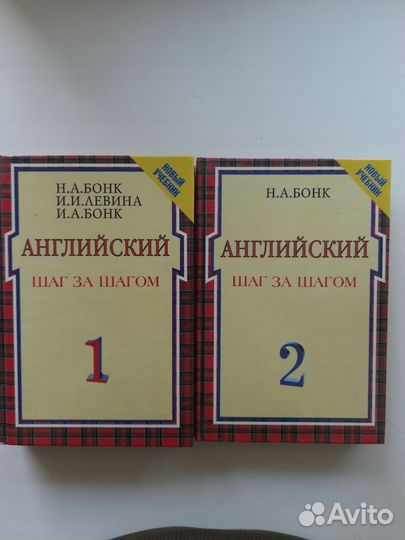 НОВЫЙ
УЧЕБНИК
Н.А.БОНК
И.И.ЛЕВИНА
И.А.БОНК
АНГЛИЙСКИЙ
ШАГ ЗА ШАГОМ
1
НОВЫЙ
УЧЕБНИК
Н.А.БОНК
АНГЛИЙСКИЙ
ШАГ ЗА ШАГОМ
2
Avito